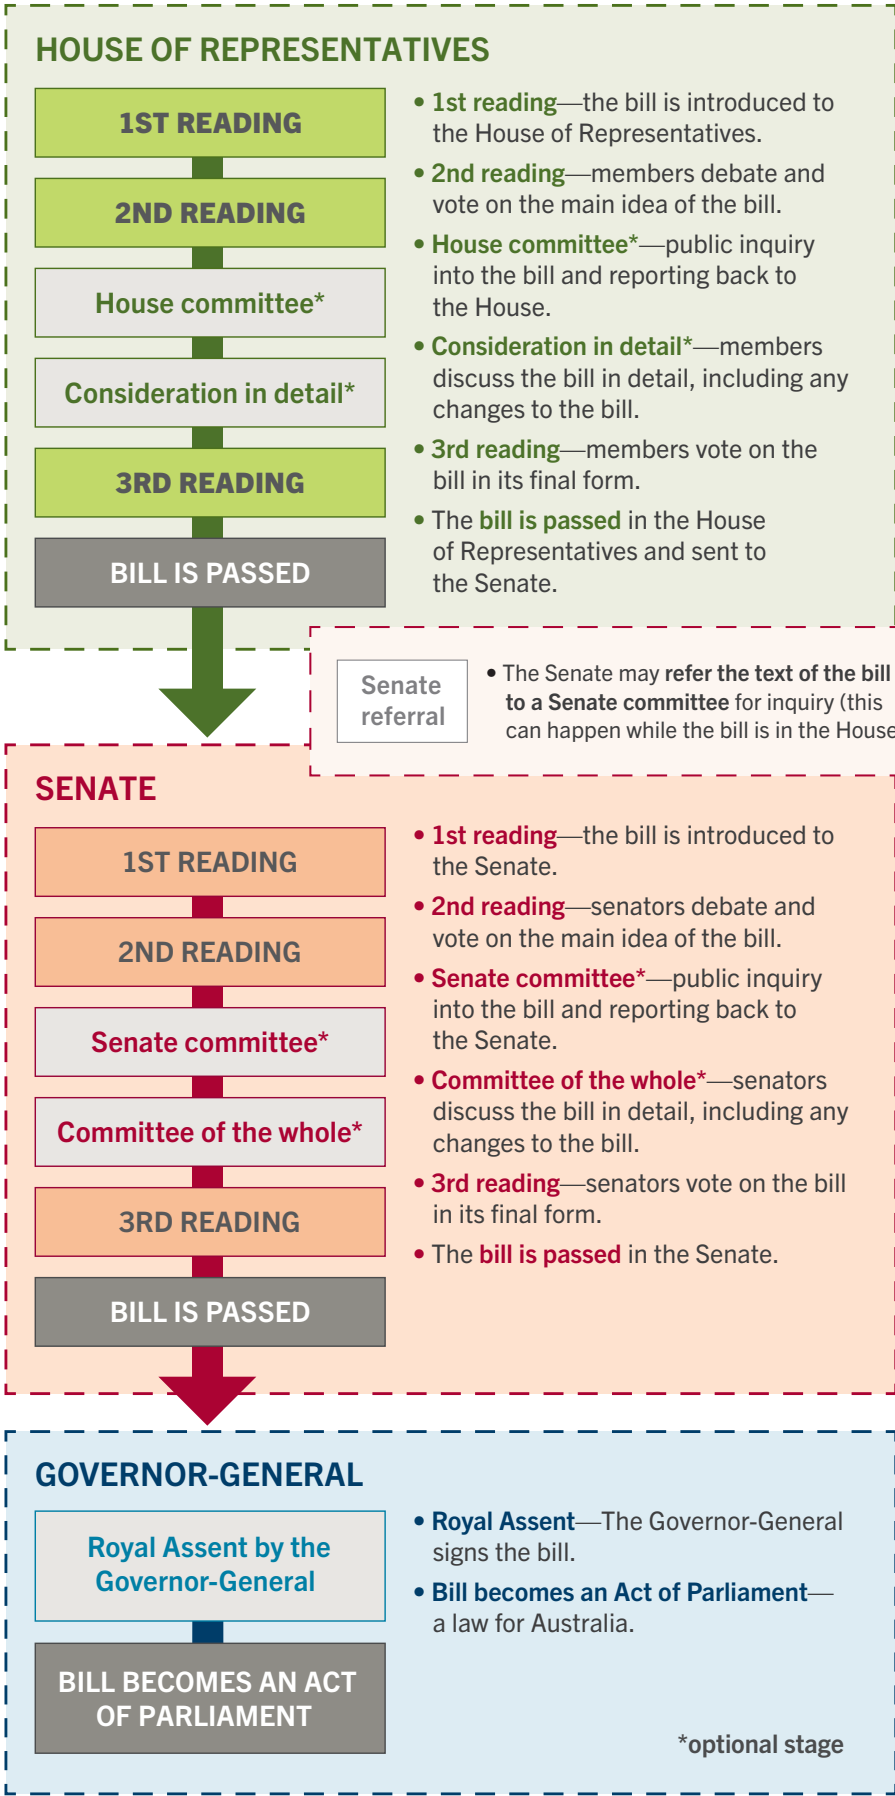 HOUSE OF REPRESENTATIVES
1ST READING
2ND READING
House committee*
Consideration in detail*
3RD READING
BILL IS PASSED
• 1st reading—the bill is introduced to
the House of Representatives.
• 2nd reading—members debate and
vote on the main idea of the bill.
• House committee*—public inquiry
into the bill and reporting back to
the House.
• Consideration in detail*—members
discuss the bill in detail, including any
changes to the bill.
• 3rd reading—members vote on the
bill in its final form.
• The bill is passed in the House
of Representatives and sent to
the Senate.
Senate
referral
• The Senate may refer the text of the bill
to a Senate committee for inquiry (this
can happen while the bill is in the House
SENATE
1ST READING
2ND READING
Senate committee*
Committee of the whole*
3RD READING
BILL IS PASSED
• 1st reading—the bill is introduced to
the Senate.
• 2nd reading—senators debate and
vote on the main idea of the bill.
• Senate committee*—public inquiry
into the bill and reporting back to
the Senate.
• Committee of the whole*—senators
discuss the bill in detail, including any
changes to the bill.
• 3rd reading—senators vote on the bill
in its final form.
• The bill is passed in the Senate.
GOVERNOR-GENERAL
Royal Assent by the
Governor-General
BILL BECOMES AN ACT
OF PARLIAMENT
• Royal Assent—The Governor-General
signs the bill.
• Bill becomes an Act of Parliament—
a law for Australia.
*optional stage